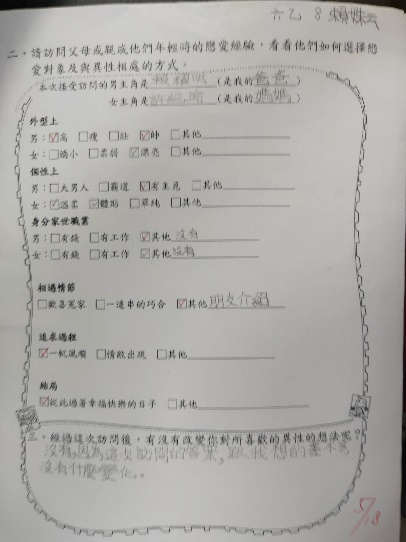 六乙 8 賴姝云
二、請訪問父母或親戚他們年輕時的戀愛經驗，看看他們如何選擇戀
愛對象及與異性相處的方式。
本次接受訪問的男主角是（是我的爸爸）
女主角是（是我的媽媽）
外型上
男：☑高 □瘦 □壯 ☑帥 □其他
女：□嬌小 □柔弱 ☑漂亮 □其他
個性上
男：□大男人 □霸道 ☑有主見 □其他
女：☑溫柔 ☑體貼 □單純 □其他
身分家世職業
男：□有錢 □有工作 ☑其他 沒有
女：□有錢 □有工作 ☑其他 沒有
相遇情節
□歡喜冤家 □一連串的巧合 ☑其他 朋友介紹
追求過程
☑一帆風順 □情敵出現 □其他
結局
☑從此過著幸福快樂的日子 □其他
三、經過這次訪問後，有沒有改變你對所喜歡的異性的想法呢？
沒有，因為這次訪問的答案，跟我想的差不多
沒有什麼變化。
5/18